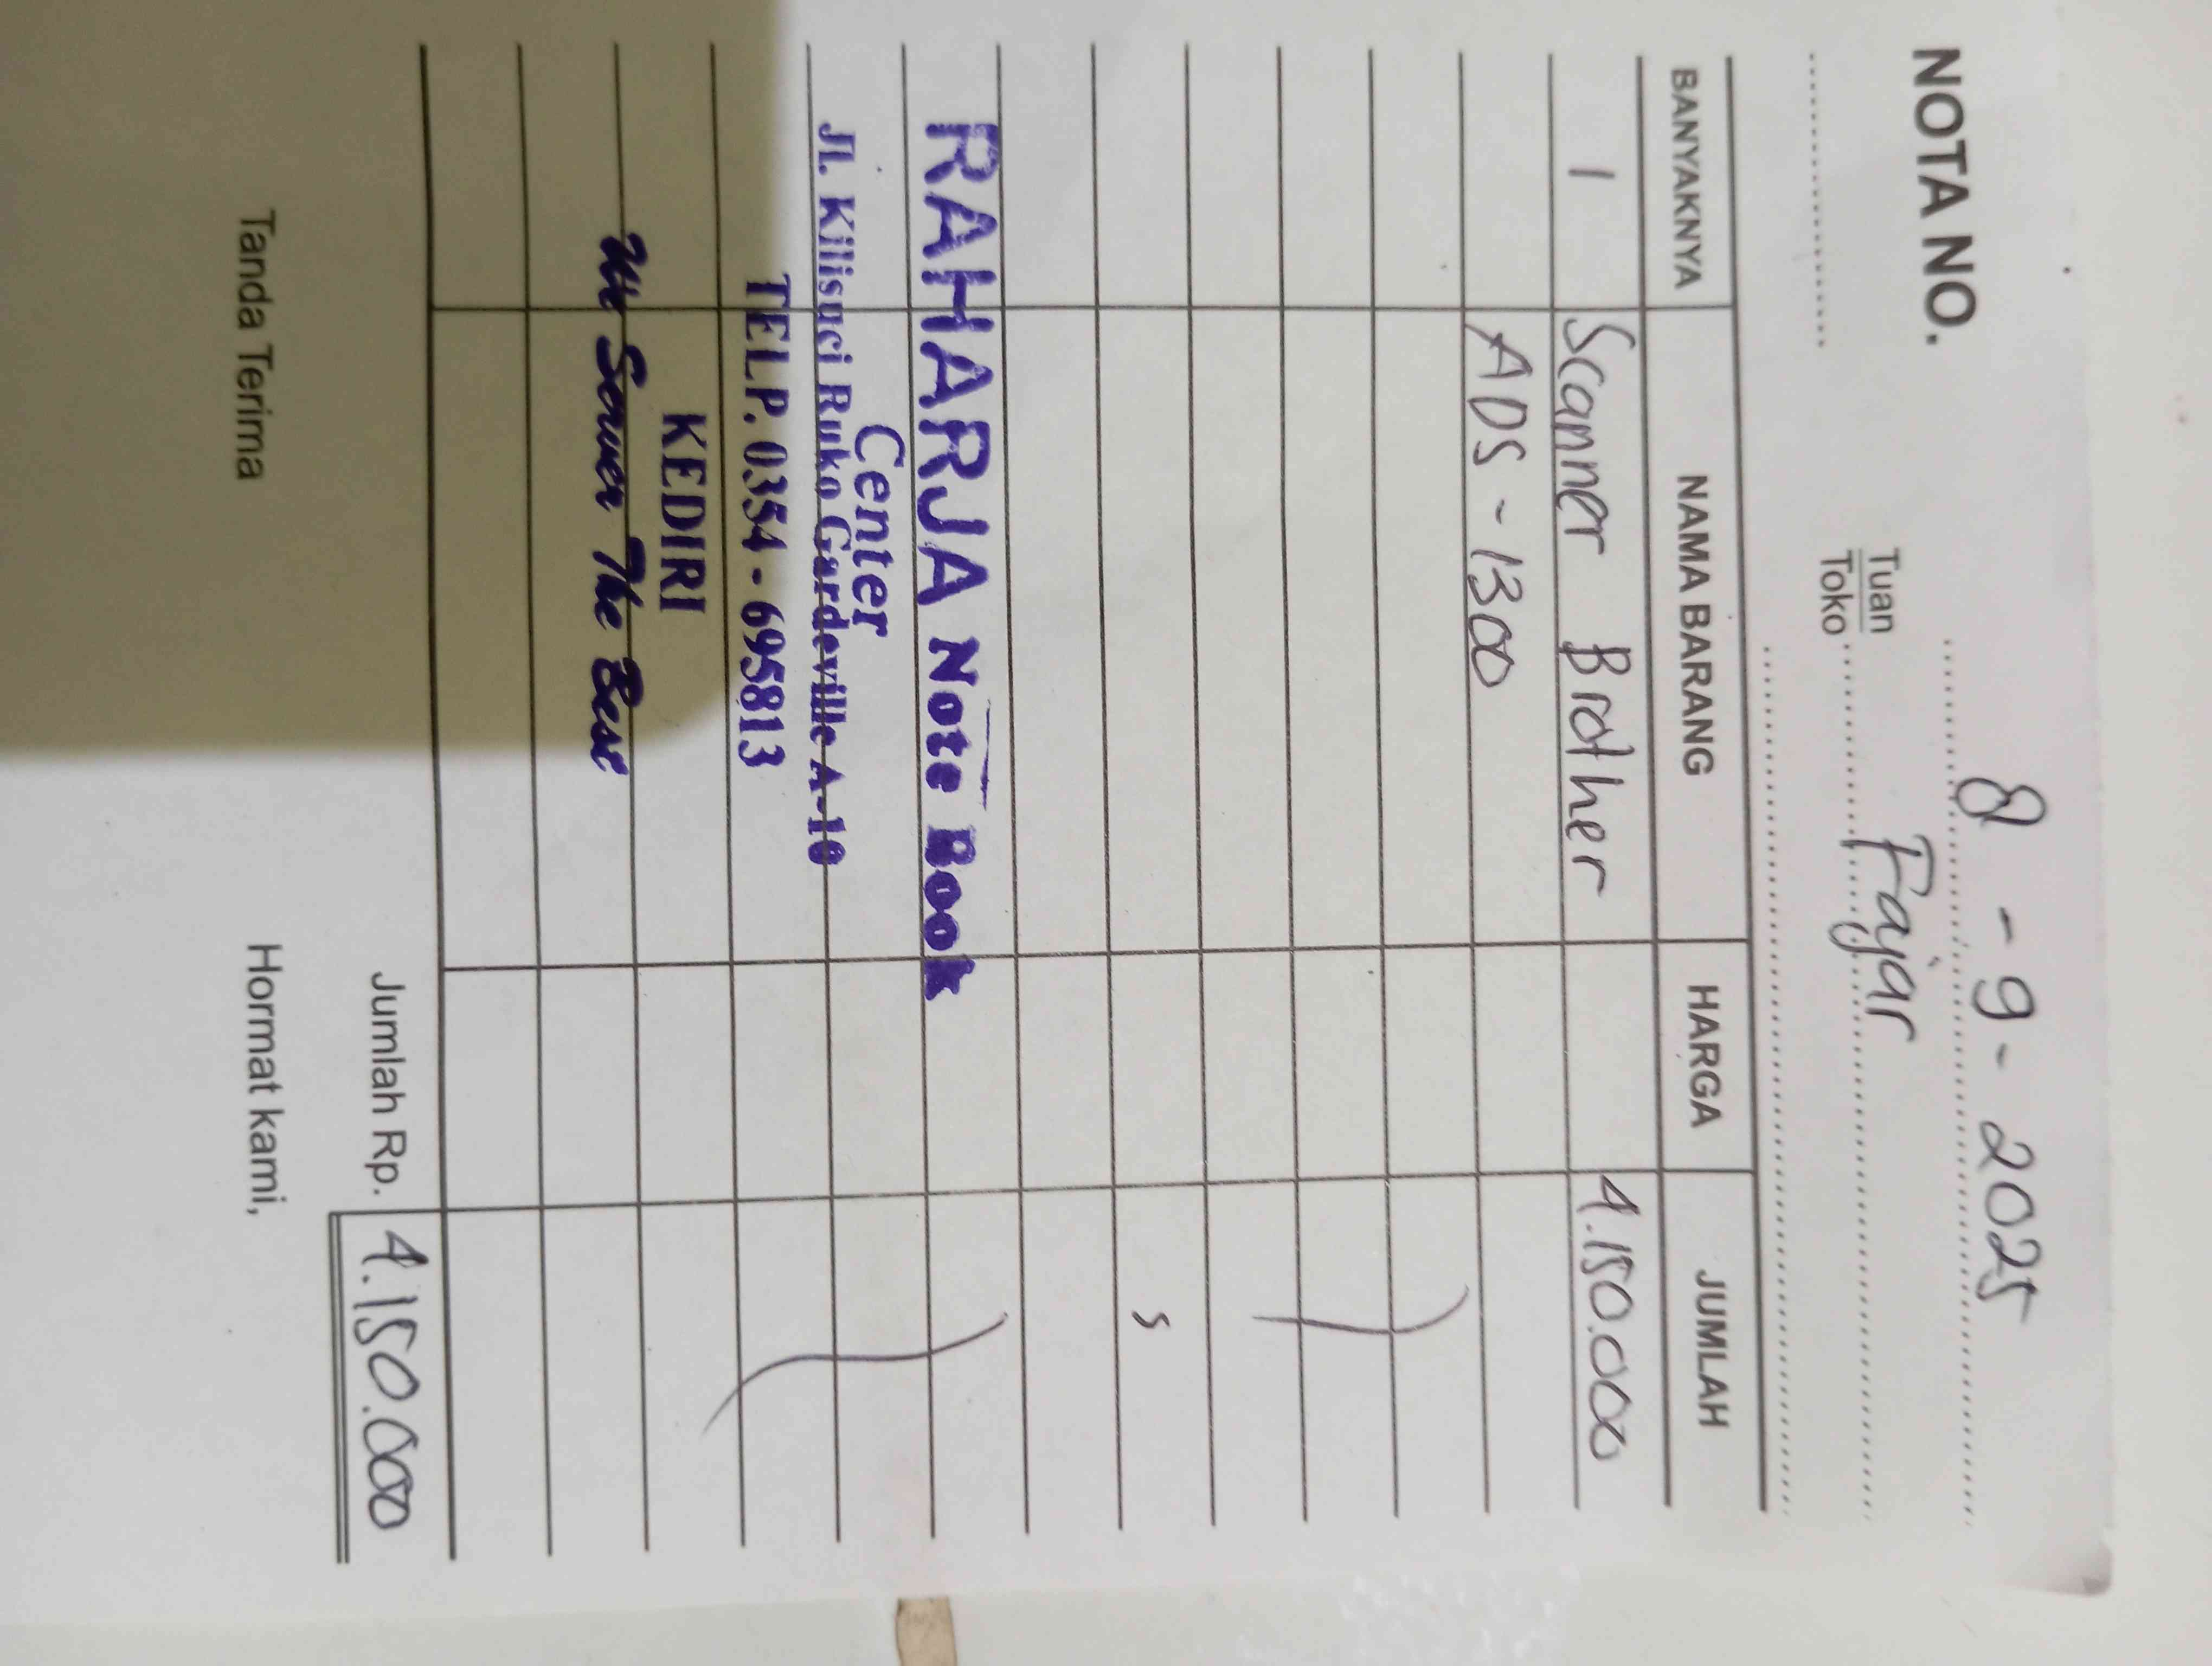 8 - 9 - 2025
NOTA NO.
Tuan
Toko Fajar
BANYAKNYA NAMA BARANG HARGA JUMLAH
1 Scanner Brother 4.150.000
ADS - 1300
RAHARJA Note Book
Center
Jl. Kilisuci Ruko Gardeville A-10
TELP. 0354 - 695813
KEDIRI
We Server The Best
Jumlah Rp. 4.150.000
Tanda Terima Hormat kami,